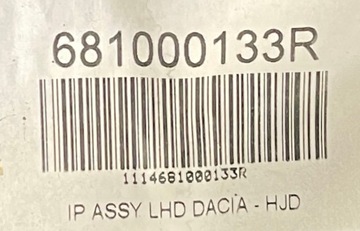 681000133R
1114681000133R
IP ASSY LHD DACIA - HJD